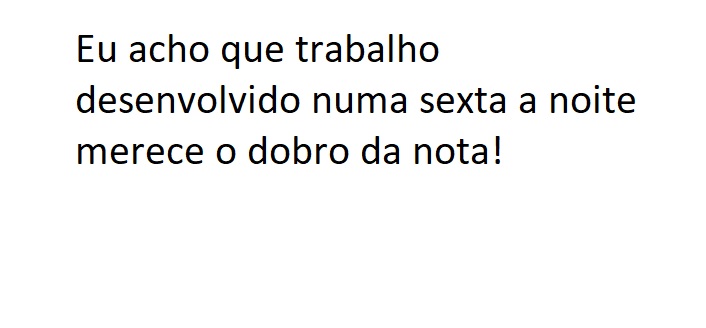 Eu acho que trabalho
desenvolvido numa sexta a noite
merece o dobro da nota!